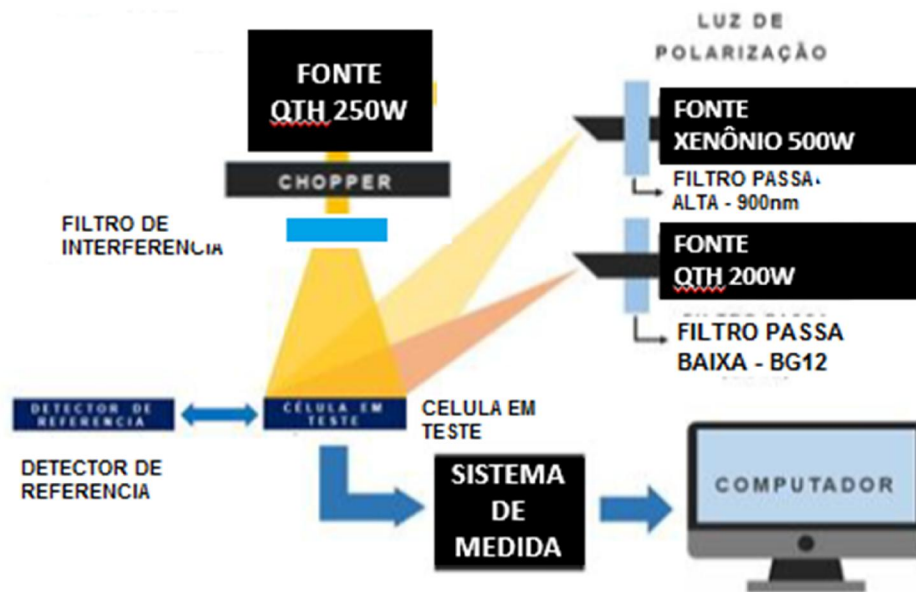 LUZ DE
POLARIZAÇÃO
FONTE
QTH 250W
CHOPPER
FILTRO DE
INTERFERENCIA
FONTE
XENÔNIO 500W
FILTRO PASSA
ALTA - 900nm
FONTE
QTH 200W
FILTRO PASSA
BAIXA - BG12
DETECTOR DE
REFERENCIA
CÉLULA EM
TESTE
CELULA EM
TESTE
DETECTOR DE
REFERENCIA
SISTEMA
DE
MEDIDA
COMPUTADOR